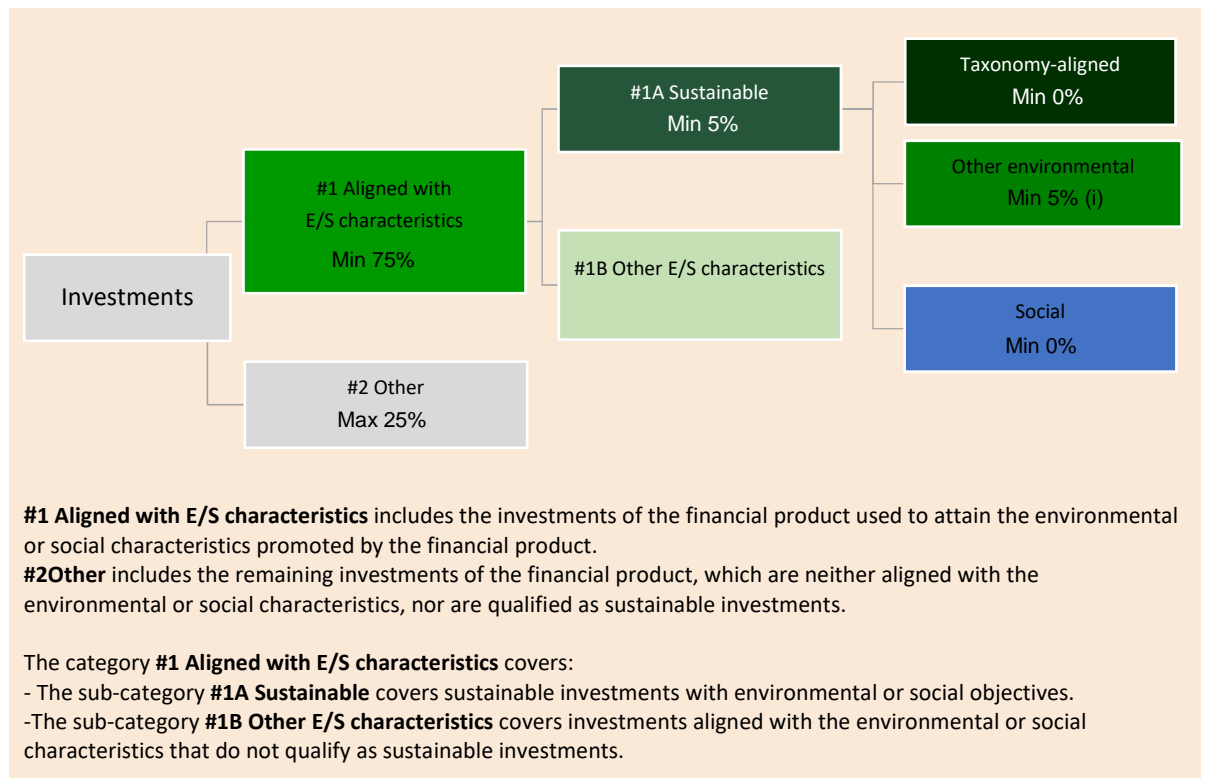 Investments
#1 Aligned with
E/S characteristics
Min 75%
#2 Other
Max 25%
#1A Sustainable
Min 5%
#1B Other E/S characteristics
Taxonomy-aligned
Min 0%
Other environmental
Min 5% (i)
Social
Min 0%
#1 Aligned with E/S characteristics includes the investments of the financial product used to attain the environmental
or social characteristics promoted by the financial product.
#2Other includes the remaining investments of the financial product, which are neither aligned with the
environmental or social characteristics, nor are qualified as sustainable investments.
The category #1 Aligned with E/S characteristics covers:
- The sub-category #1A Sustainable covers sustainable investments with environmental or social objectives.
-The sub-category #1B Other E/S characteristics covers investments aligned with the environmental or social
characteristics that do not qualify as sustainable investments.